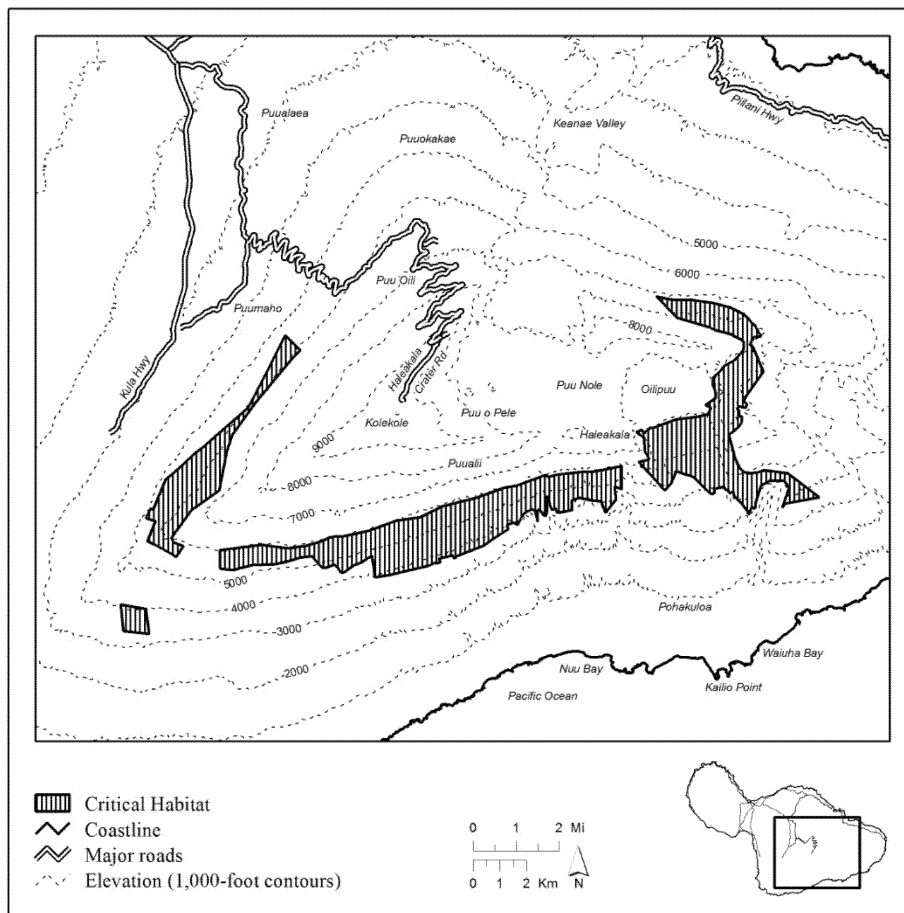 Puualaea
Puuokakae
Keanae Valley
Piilani Hwy
5000
6000
Puu Oili
Puumaho
8000
Kula Hwy
Haleakala
Crater Rd
Puu Nole
Oilipuu
Kolekole
Puu o Pele
9000
Haleakala
Puualii
8000
7000
5000
4000
3000
2000
Pohakuloa
Waiuha Bay
Nuu Bay
Kailio Point
Pacific Ocean
Critical Habitat
Coastline
Major roads
Elevation (1,000-foot contours)
0 1 2 Mi
0 1 2 Km
N